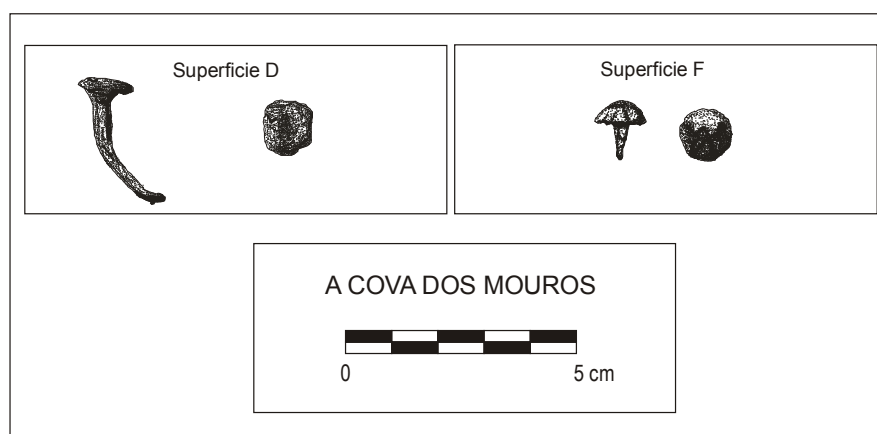 Superficie D
Superficie F
A COVA DOS MOUROS
0 5 cm